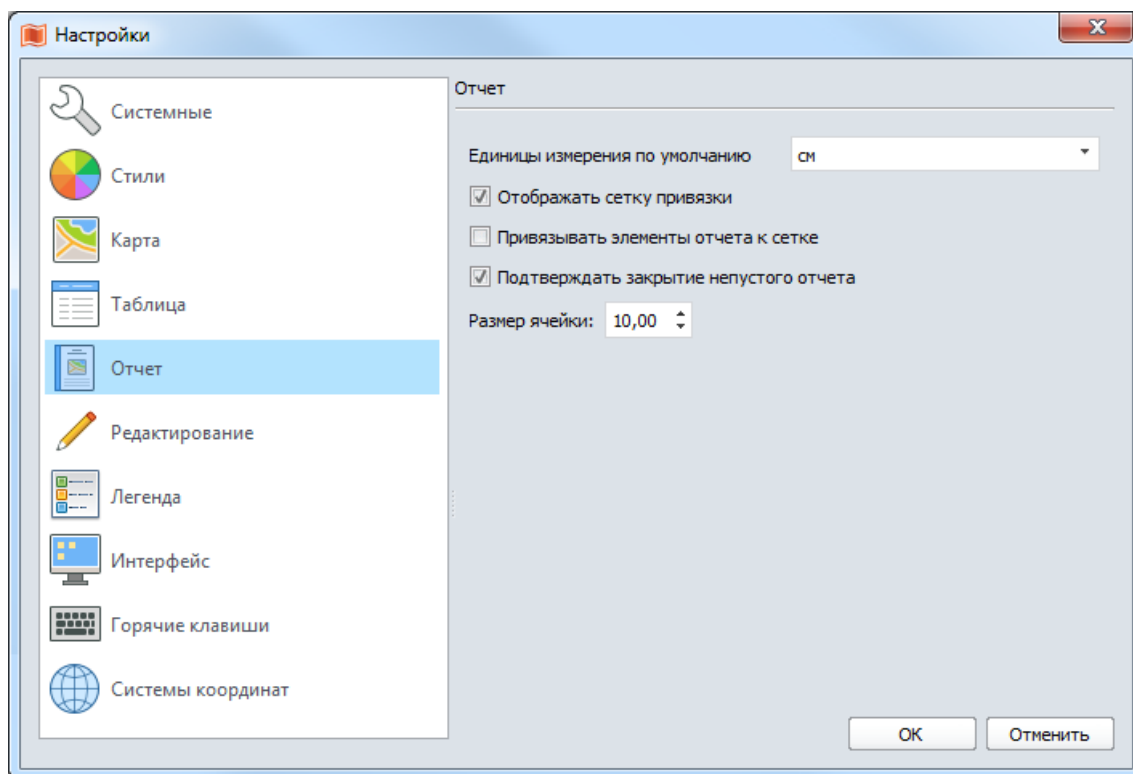 Настройки
Системные
Стили
Карта
Таблица
Отчет
Редактирование
Легенда
Интерфейс
Горячие клавиши
Системы координат
Отчет
Единицы измерения по умолчанию см
Отображать сетку привязки
Привязывать элементы отчета к сетке
Подтверждать закрытие непустого отчета
Размер ячейки: 10,00
ОК Отменить